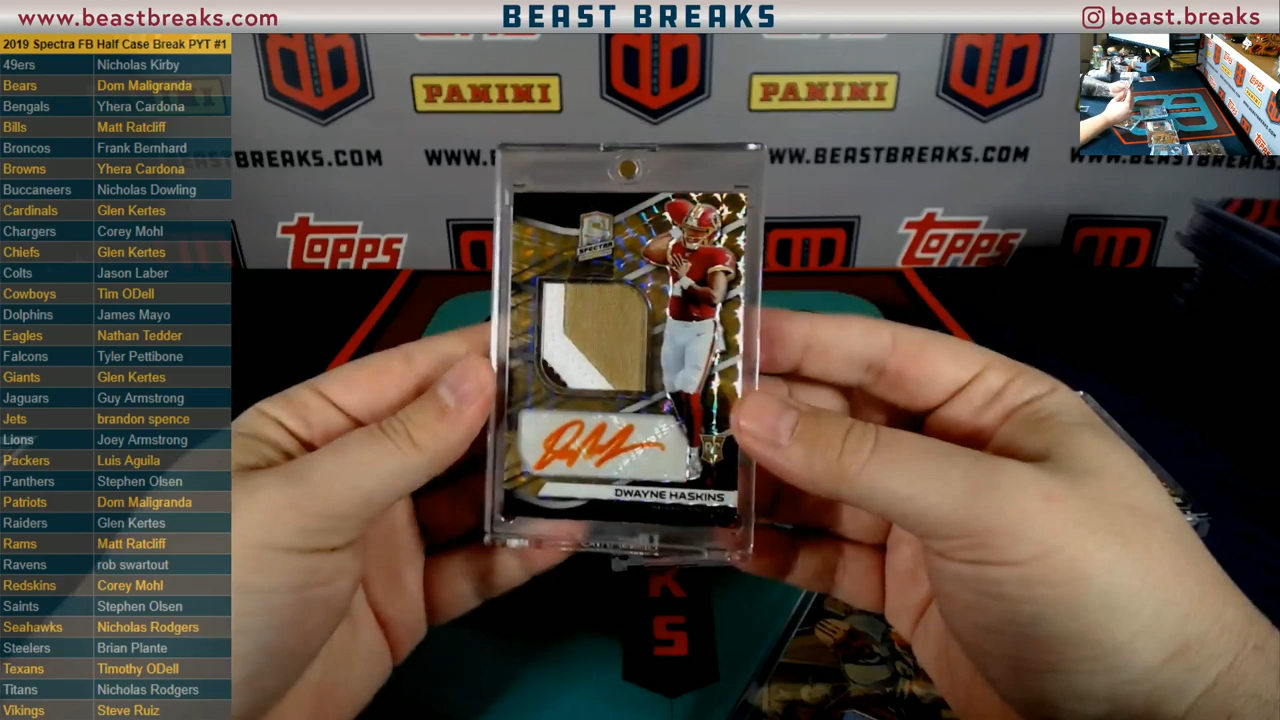 www.beastbreaks.com
BEAST BREAKS
beast.breaks
2019 Spectra FB Half Case Break PYT #1
49ers Nicholas Kirby
Bears Dom Maligranda
Bengals Yhera Cardona
Bills Matt Ratcliff
Broncos Frank Bernhard
Browns Yhera Cardona
Buccaneers Nicholas Dowling
Cardinals Glen Kertes
Chargers Corey Mohl
Chiefs Glen Kertes
Colts Jason Laber
Cowboys Tim ODell
Dolphins James Mayo
Eagles Nathan Tedder
Falcons Tyler Pettibone
Giants Glen Kertes
Jaguars Guy Armstrong
Jets brandon spence
Lions Joey Armstrong
Packers Luis Aguila
Panthers Stephen Olsen
Patriots Dom Maligranda
Raiders Glen Kertes
Rams Matt Ratcliff
Ravens rob swartout
Redskins Corey Mohl
Saints Stephen Olsen
Seahawks Nicholas Rodgers
Steelers Brian Plante
Texans Timothy ODell
Titans Nicholas Rodgers
Vikings Steve Ruiz
PANINI
PANINI
BEASTBREAKS.COM
WWW.
WW.BEASTBREAKS.COM
topps
topps
SPECTRA
DWAYNE HASKINS
K
S